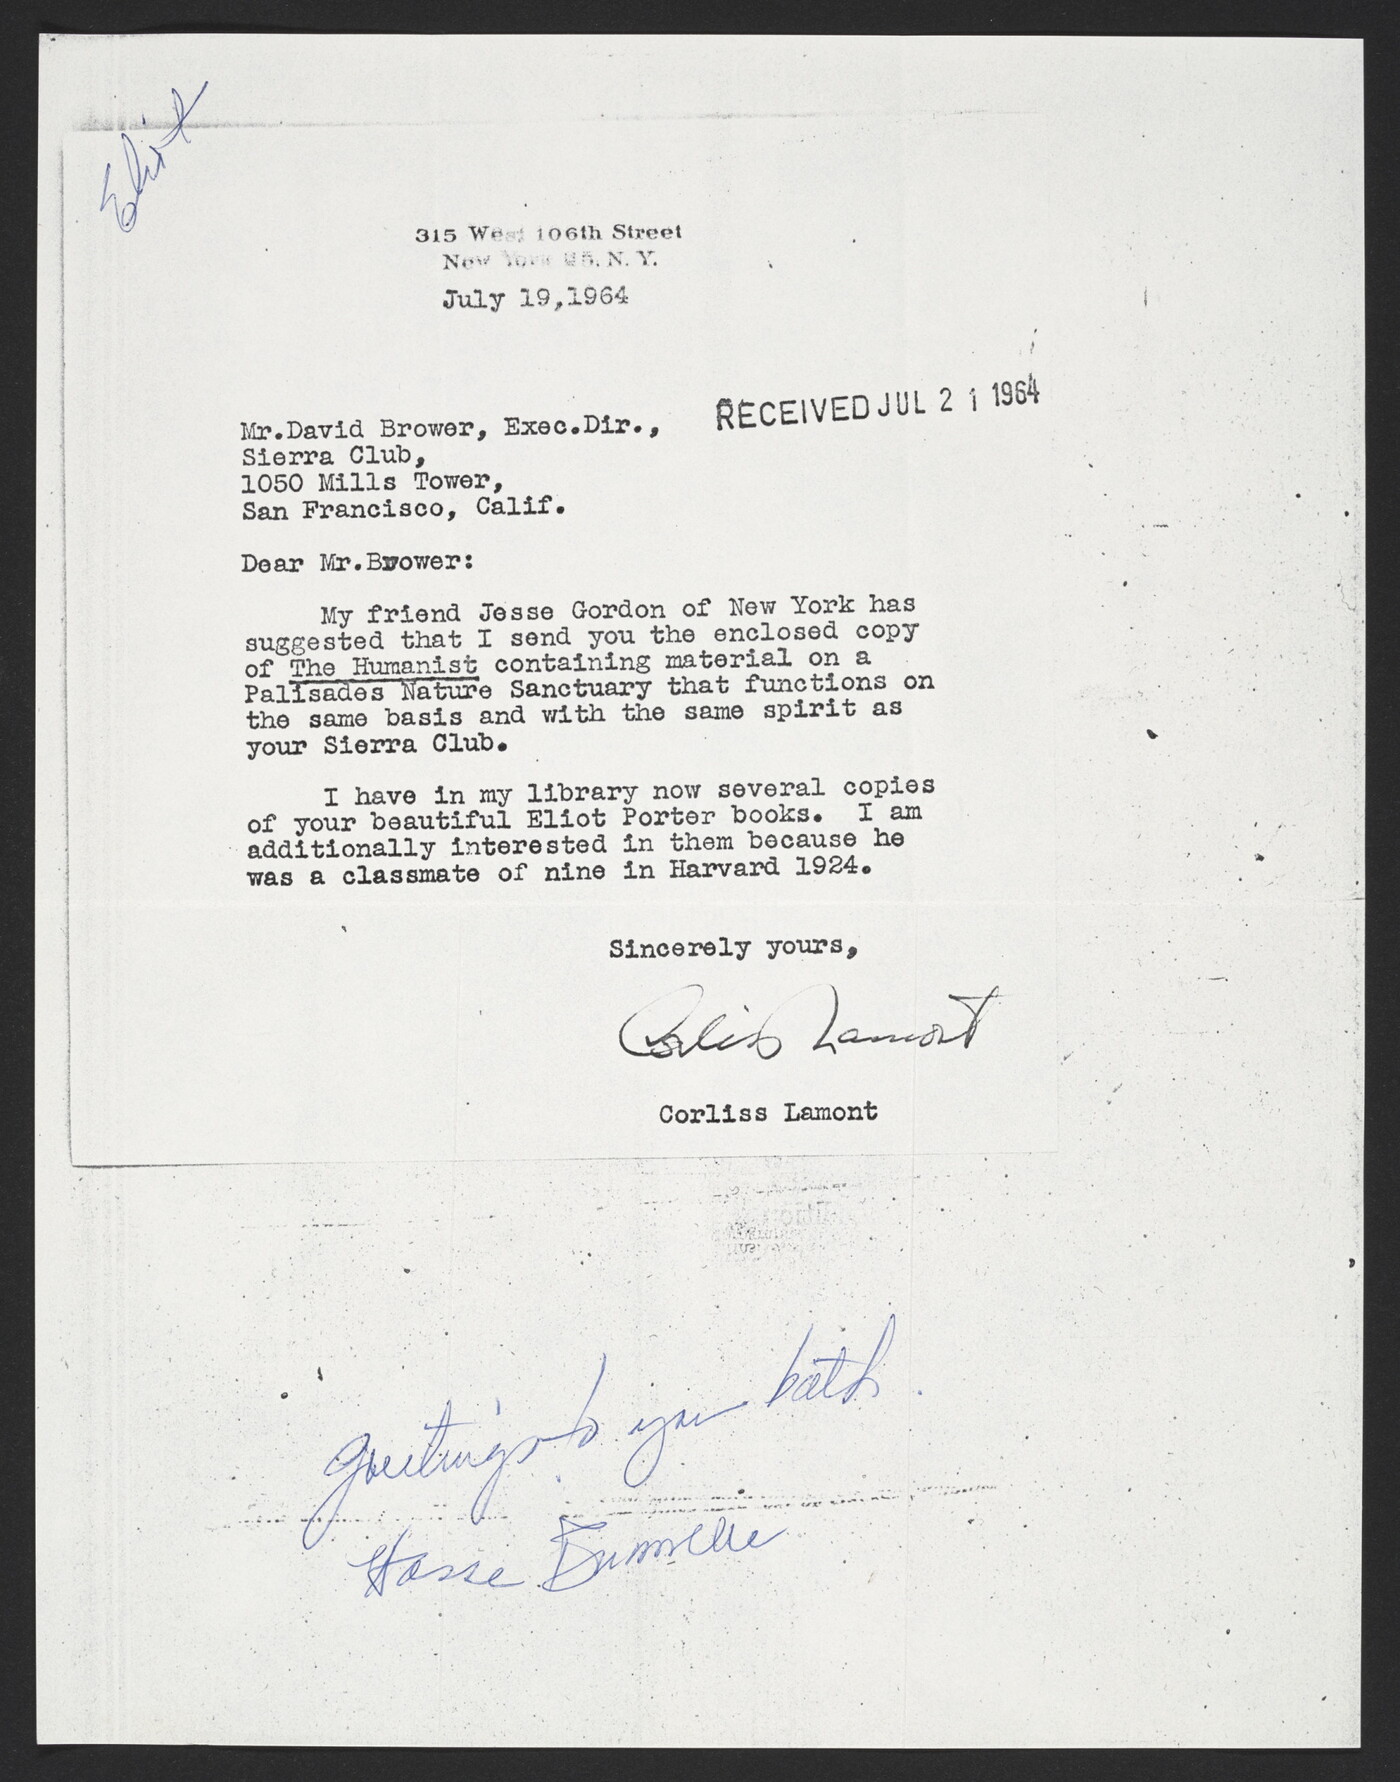 Eliot
315 West 106th Street
New York 25, N. Y.
July 19,1964
RECEIVED JUL 21 1964
Mr.David Brower, Exec.Dir.,
Sierra Club,
1050 Mills Tower,
San Francisco, Calif.
Dear Mr.Brower:
My friend Jesse Gordon of New York has
suggested that I send you the enclosed copy
of The Humanist containing material on a
Palisades Nature Sanctuary that functions on
the same basis and with the same spirit as
your Sierra Club.
I have in my library now several copies
of your beautiful Eliot Porter books. I am
additionally interested in them because he
was a classmate of nine in Harvard 1924.
Sincerely yours,
Corliss Lamont
Corliss Lamont
greetings to you both.